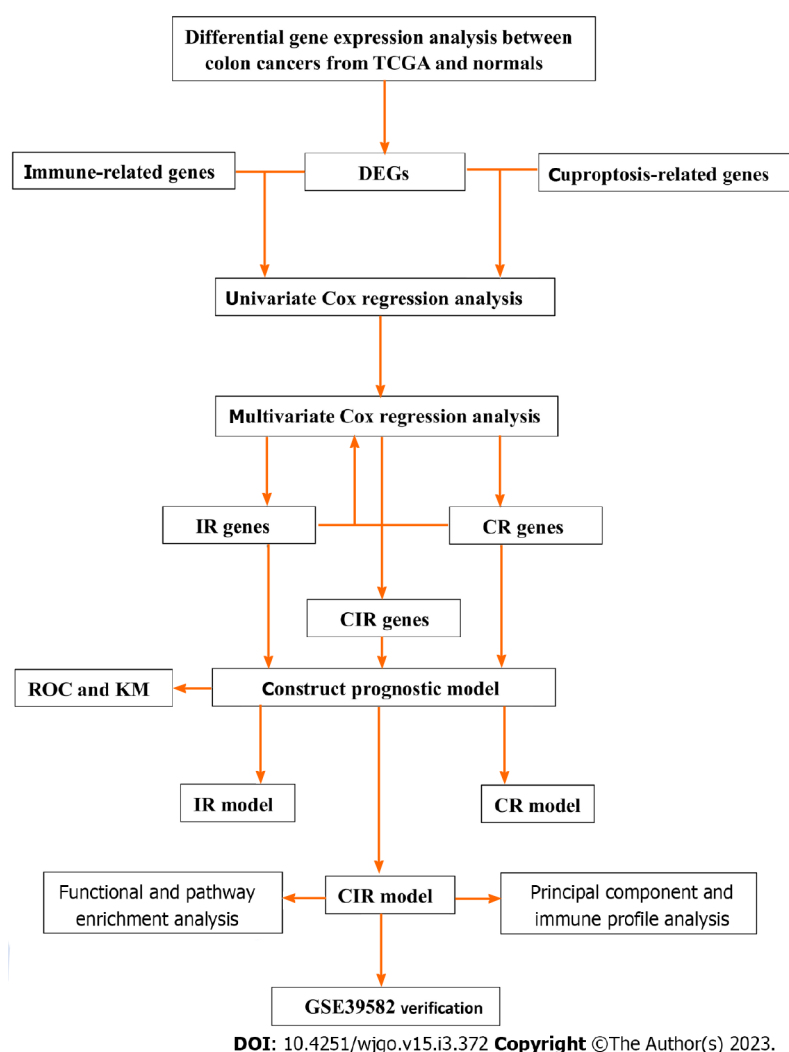 Differential gene expression analysis between
colon cancers from TCGA and normals
Immune-related genes
DEGs
Cuproptosis-related genes
Univariate Cox regression analysis
Multivariate Cox regression analysis
IR genes
CR genes
CIR genes
ROC and KM
Construct prognostic model
IR model
CR model
Functional and pathway
enrichment analysis
CIR model
Principal component and
immune profile analysis
GSE39582 verification
DOI: 10.4251/wjgo.v15.i3.372 Copyright ©The Author(s) 2023.